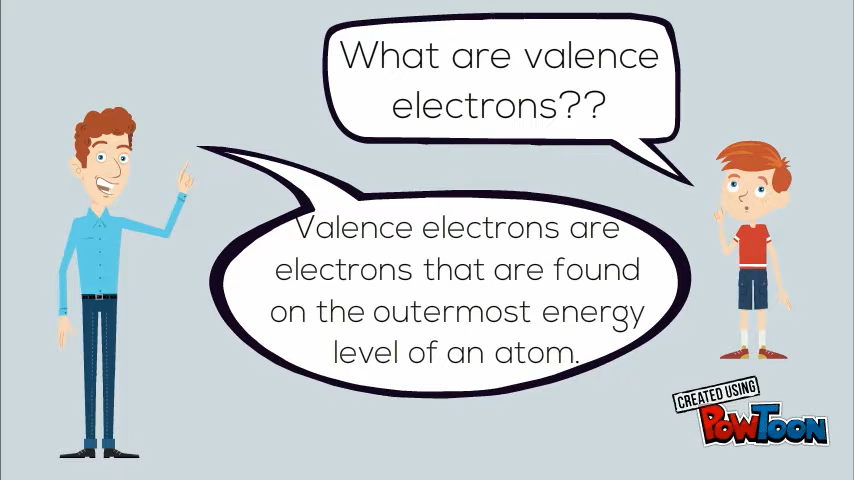 What are valence
electrons??
Valence electrons are
electrons that are found
on the outermost energy
level of an atom.
CREATED USING
POWTOON